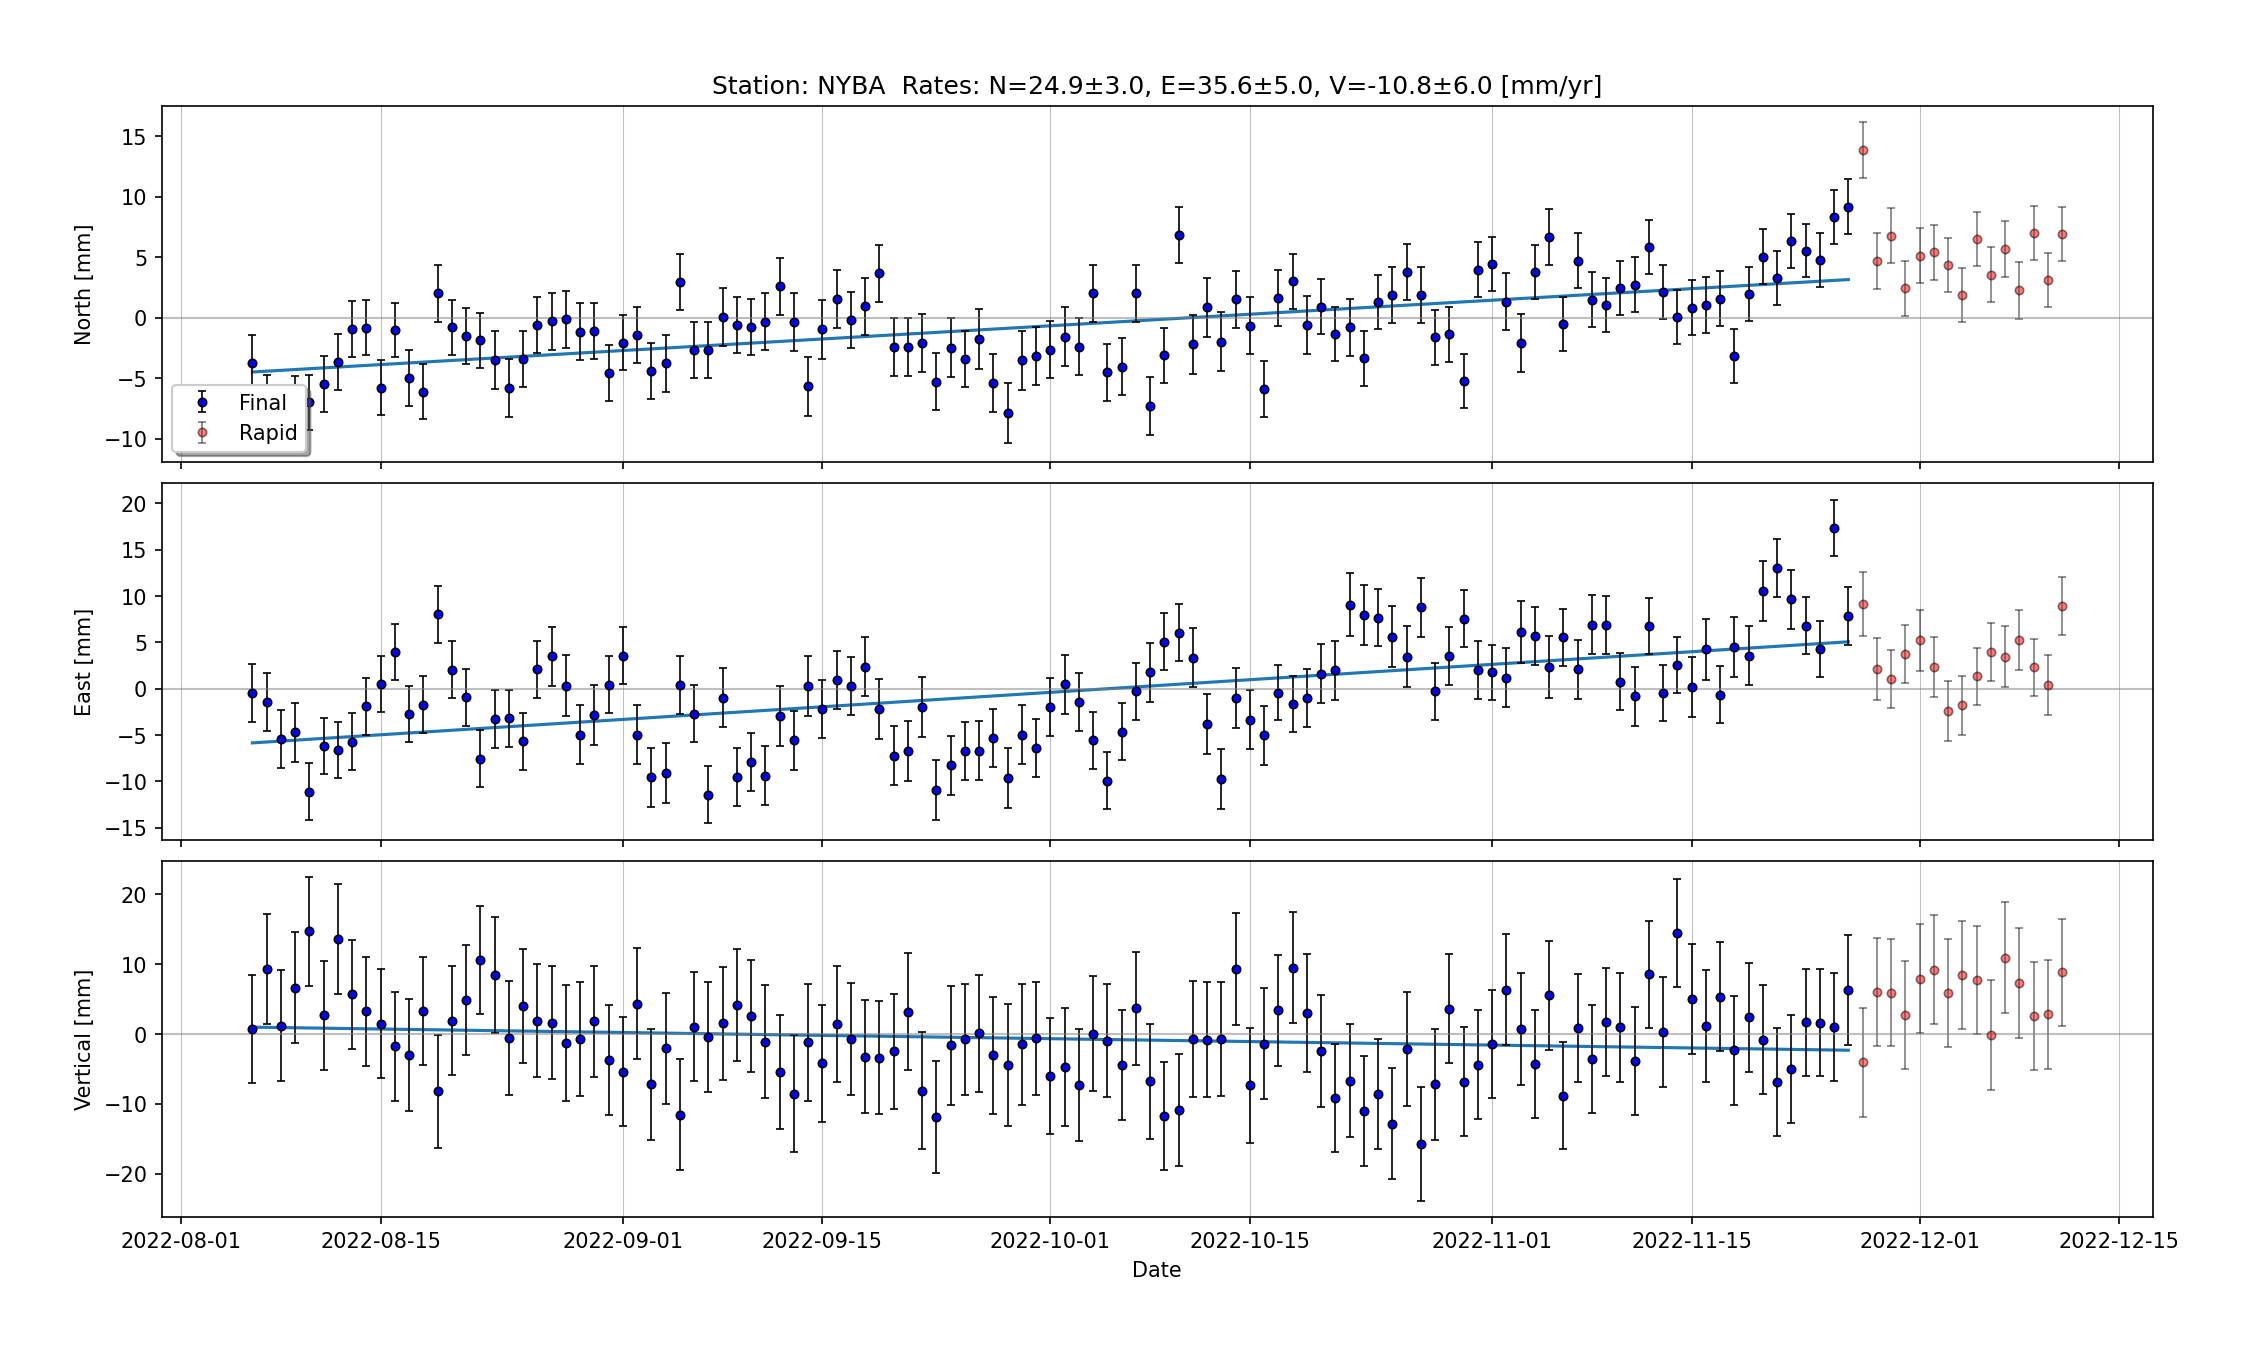 Station: NYBA  Rates: N=24.9±3.0, E=35.6±5.0, V=-10.8±6.0 [mm/yr]
North [mm]
15
10
5
0
−5
−10
Final
Rapid
East [mm]
20
15
10
5
0
−5
−10
−15
Vertical [mm]
20
10
0
−10
−20
2022-08-01 2022-08-15 2022-09-01 2022-09-15 2022-10-01 2022-10-15 2022-11-01 2022-11-15 2022-12-01 2022-12-15
Date